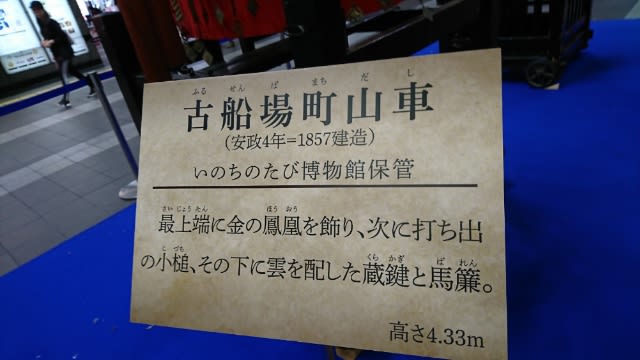 ふるせんばまちだし
古船場町山車
(安政4年=1857建造)
いのちのたび博物館保管
さいじょうたん ほうおう
最上端に金の鳳凰を飾り、次に打ち出
こづち くらかぎ ばれん
の小槌、その下に雲を配した蔵鍵と馬簾。
高さ4.33m